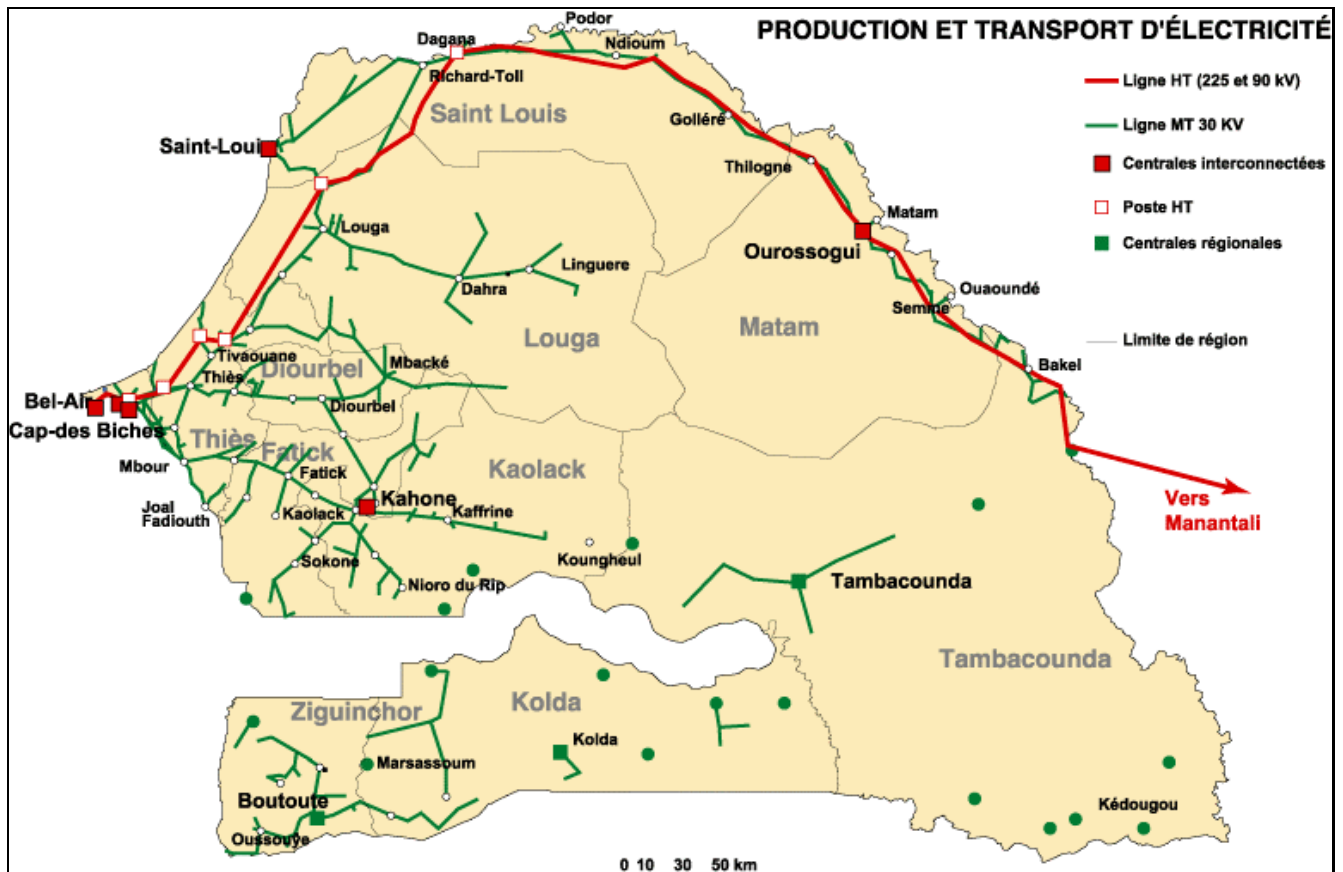 PRODUCTION ET TRANSPORT D'ÉLECTRICITÉ
Ligne HT (225 et 90 kV)
Ligne MT 30 KV
Centrales interconnectées
Poste HT
Centrales régionales
Limite de région
Podor
Dagana
Ndioum
Richard-Toll
Saint Louis
Golléré
Saint-Loui
Thilogne
Matam
Louga
Ourossogui
Linguere
Dahra
Ouaoundé
Semme
Matam
Louga
Tivaouane
Diourbel
Mbacké
Bakel
Thiès
Bel-Air
Diourbel
Cap-des Biches
Thiès
Fatick
Mbour
Fatick
Kaolack
Joal
Fadiouth
Kaolack
Kahone
Kaffrine
Vers
Manantali
Sokone
Koungheul
Nioro du Rip
Tambacounda
Tambacounda
Ziguinchor
Kolda
Kolda
Marsassoum
Boutoute
Kédougou
Oussouye
0 10 30 50 km